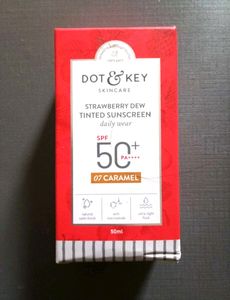 DOT & KEY
SKINCARE
STRAWBERRY DEW
TINTED SUNSCREEN
daily wear
SPF
50+
PA++++
07 CARAMEL
50ml